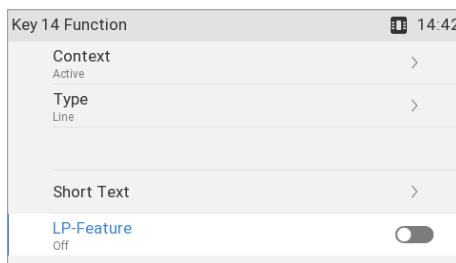 Key 14 Function 14:42
Context
Active
Type
Line
Short Text
LP-Feature
Off